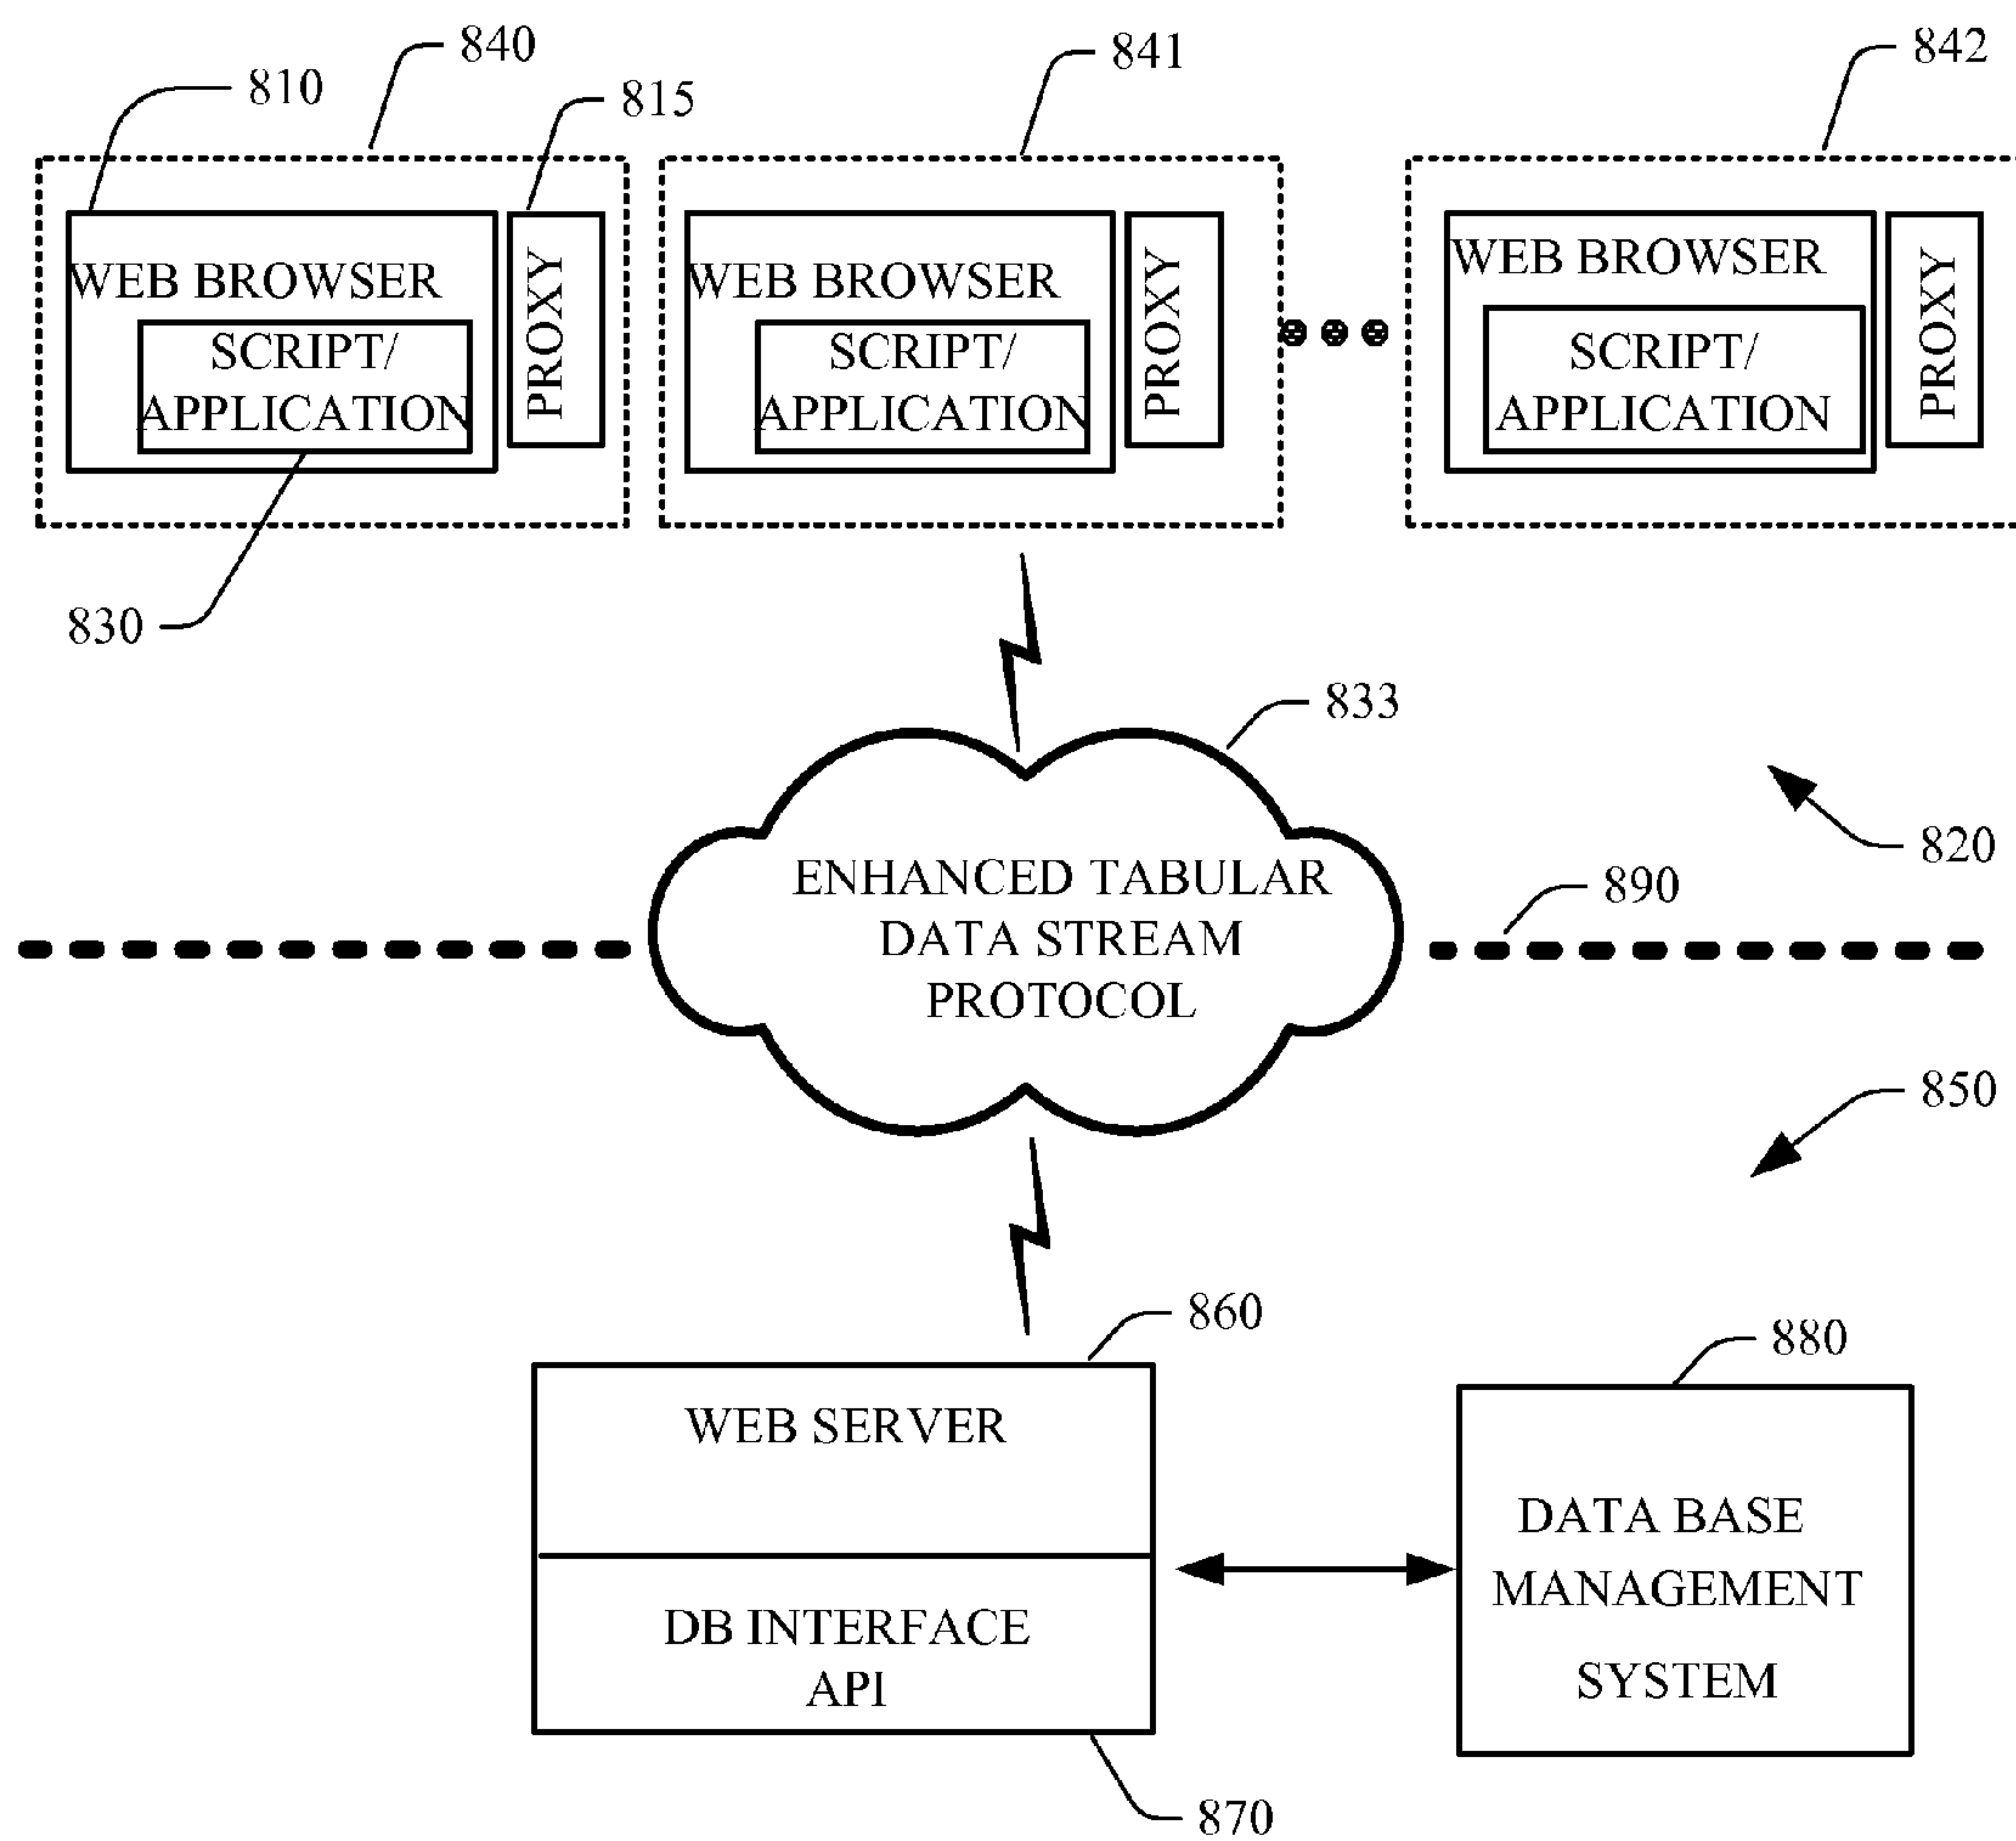 840
841
842
810
815
WEB BROWSER
SCRIPT/
APPLICATION
PROXY
WEB BROWSER
SCRIPT/
APPLICATION
PROXY
WEB BROWSER
SCRIPT/
APPLICATION
PROXY
830
833
820
890
ENHANCED TABULAR
DATA STREAM
PROTOCOL
850
860
880
WEB SERVER
DB INTERFACE
API
DATA BASE
MANAGEMENT
SYSTEM
870